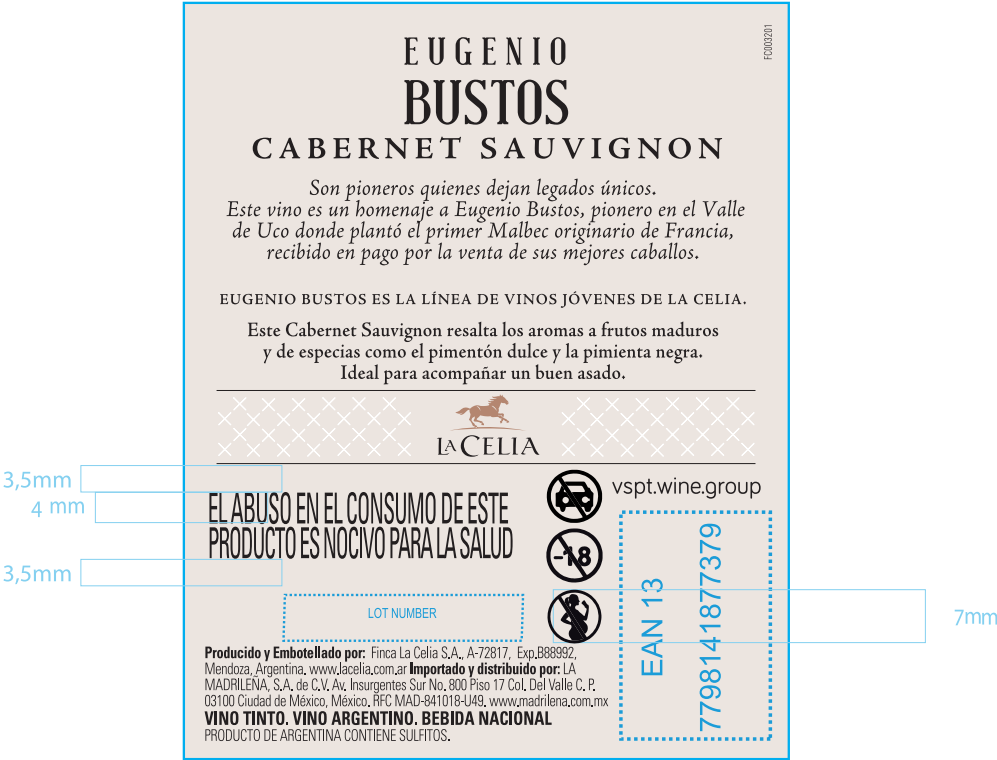 FC003201
EUGENIO
BUSTOS
CABERNET SAUVIGNON
Son pioneros quienes dejan legados únicos.
Este vino es un homenaje a Eugenio Bustos, pionero en el Valle
de Uco donde plantó el primer Malbec originario de Francia,
recibido en pago por la venta de sus mejores caballos.
EUGENIO BUSTOS ES LA LÍNEA DE VINOS JÓVENES DE LA CELIA.
Este Cabernet Sauvignon resalta los aromas a frutos maduros
y de especias como el pimentón dulce y la pimienta negra.
Ideal para acompañar un buen asado.
LA CELIA
3,5mm
4 mm
3,5mm
EL ABUSO EN EL CONSUMO DE ESTE
PRODUCTO ES NOCIVO PARA LA SALUD
-18
vspt.wine.group
EAN 13
7798141877379
7mm
LOT NUMBER
Producido y Embotellado por: Finca La Celia S.A., A-72817, Exp.B88992,
Mendoza, Argentina, www.lacelia.com.ar Importado y distribuido por: LA
MADRILEÑA, S.A. de C.V. Av. Insurgentes Sur No. 800 Piso 17 Col. Del Valle C. P.
03100 Ciudad de México, México. RFC MAD-841018-U49. www.madrilena.com.mx
VINO TINTO. VINO ARGENTINO. BEBIDA NACIONAL
PRODUCTO DE ARGENTINA CONTIENE SULFITOS.